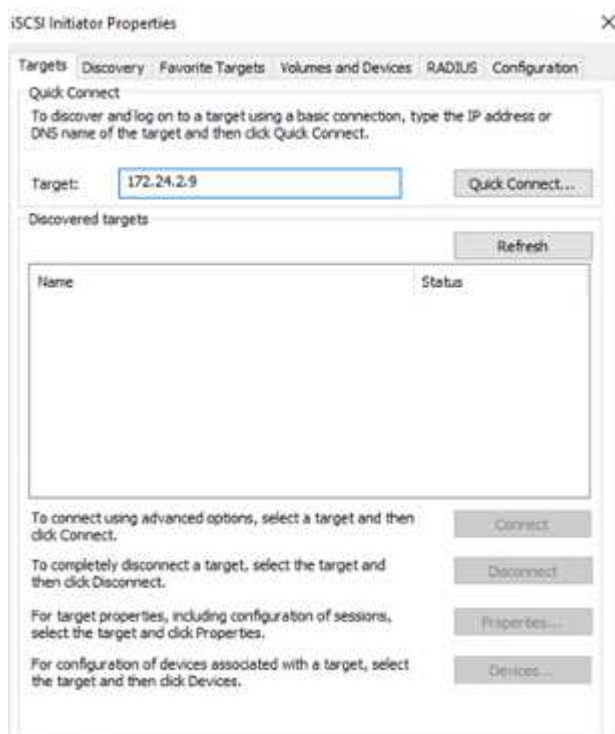 iSCSI Initiator Properties
Targets Discovery Favorite Targets Volumes and Devices RADIUS Configuration
Quick Connect
To discover and log on to a target using a basic connection, type the IP address or
DNS name of the target and then click Quick Connect.
Target: 172.24.2.9 Quick Connect...
Discovered targets
Refresh
Name Status
To connect using advanced options, select a target and then
click Connect.
Connect
To completely disconnect a target, select the target and
then click Disconnect.
Disconnect
For target properties, including configuration of sessions,
select the target and click Properties.
Properties...
For configuration of devices associated with a target, select
the target and then click Devices.
Devices...